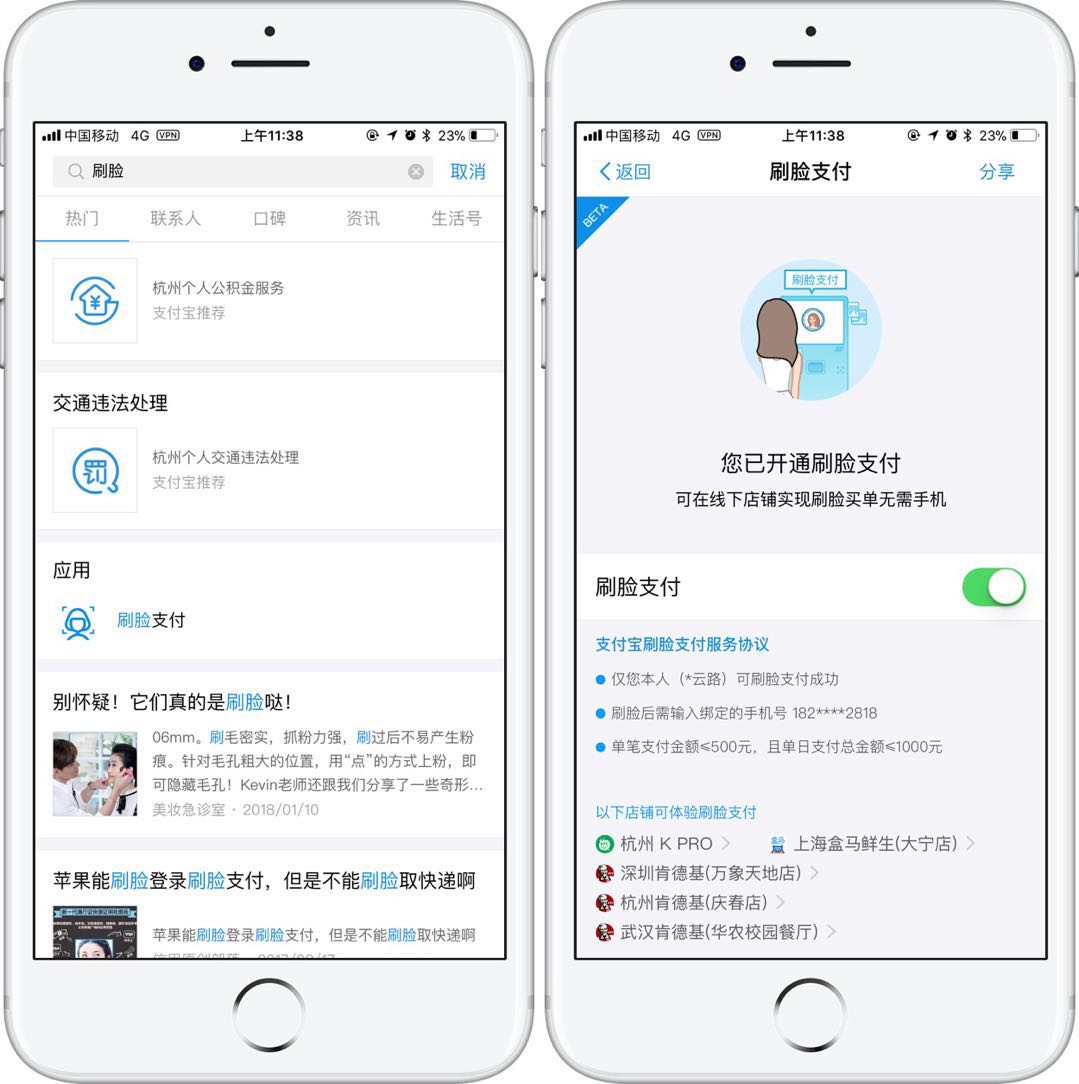 中国移动 4G VPN 上午11:38 23%
刷脸 取消
热门 联系人 口碑 资讯 生活号
杭州个人公积金服务
支付宝推荐
交通违法处理
罚
杭州个人交通违法处理
支付宝推荐
应用
刷脸支付
别怀疑！它们真的是刷脸哒！
06mm。刷毛密实，抓粉力强，刷过后不易产生粉
痕。针对毛孔粗大的位置，用“点”的方式上粉，即
可隐藏毛孔！Kevin老师还跟我们分享了一些奇形…
美妆急诊室 · 2018/01/10
苹果能刷脸登录刷脸支付，但是不能刷脸取快递啊
苹果能刷脸登录刷脸支付，但是不能刷脸取快递啊
中国移动 4G VPN 上午11:38 23%
返回 刷脸支付 分享
BETA
刷脸支付
您已开通刷脸支付
可在线下店铺实现刷脸买单无需手机
刷脸支付
支付宝刷脸支付服务协议
仅您本人（*云路）可刷脸支付成功
刷脸后需输入绑定的手机号 182****2818
单笔支付金额≤500元，且单日支付总金额≤1000元
以下店铺可体验刷脸支付
杭州 K PRO 盒马 上海盒马鲜生(大宁店)
深圳肯德基(万象天地店)
杭州肯德基(庆春店)
武汉肯德基(华农校园餐厅)